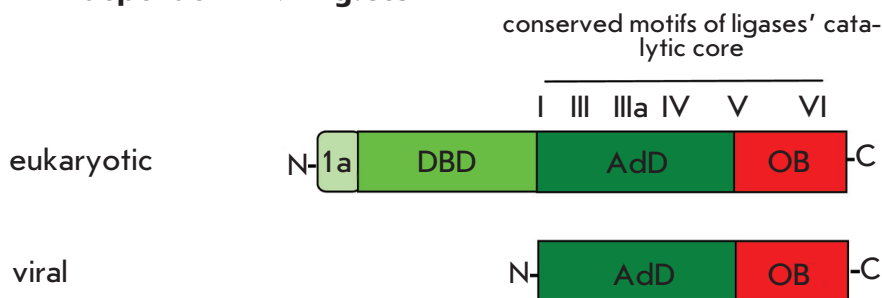 conserved motifs of ligases’ cata-
lytic core
I III IIIa IV V VI
eukaryotic N- 1a DBD AdD OB -C
viral N- AdD OB -C